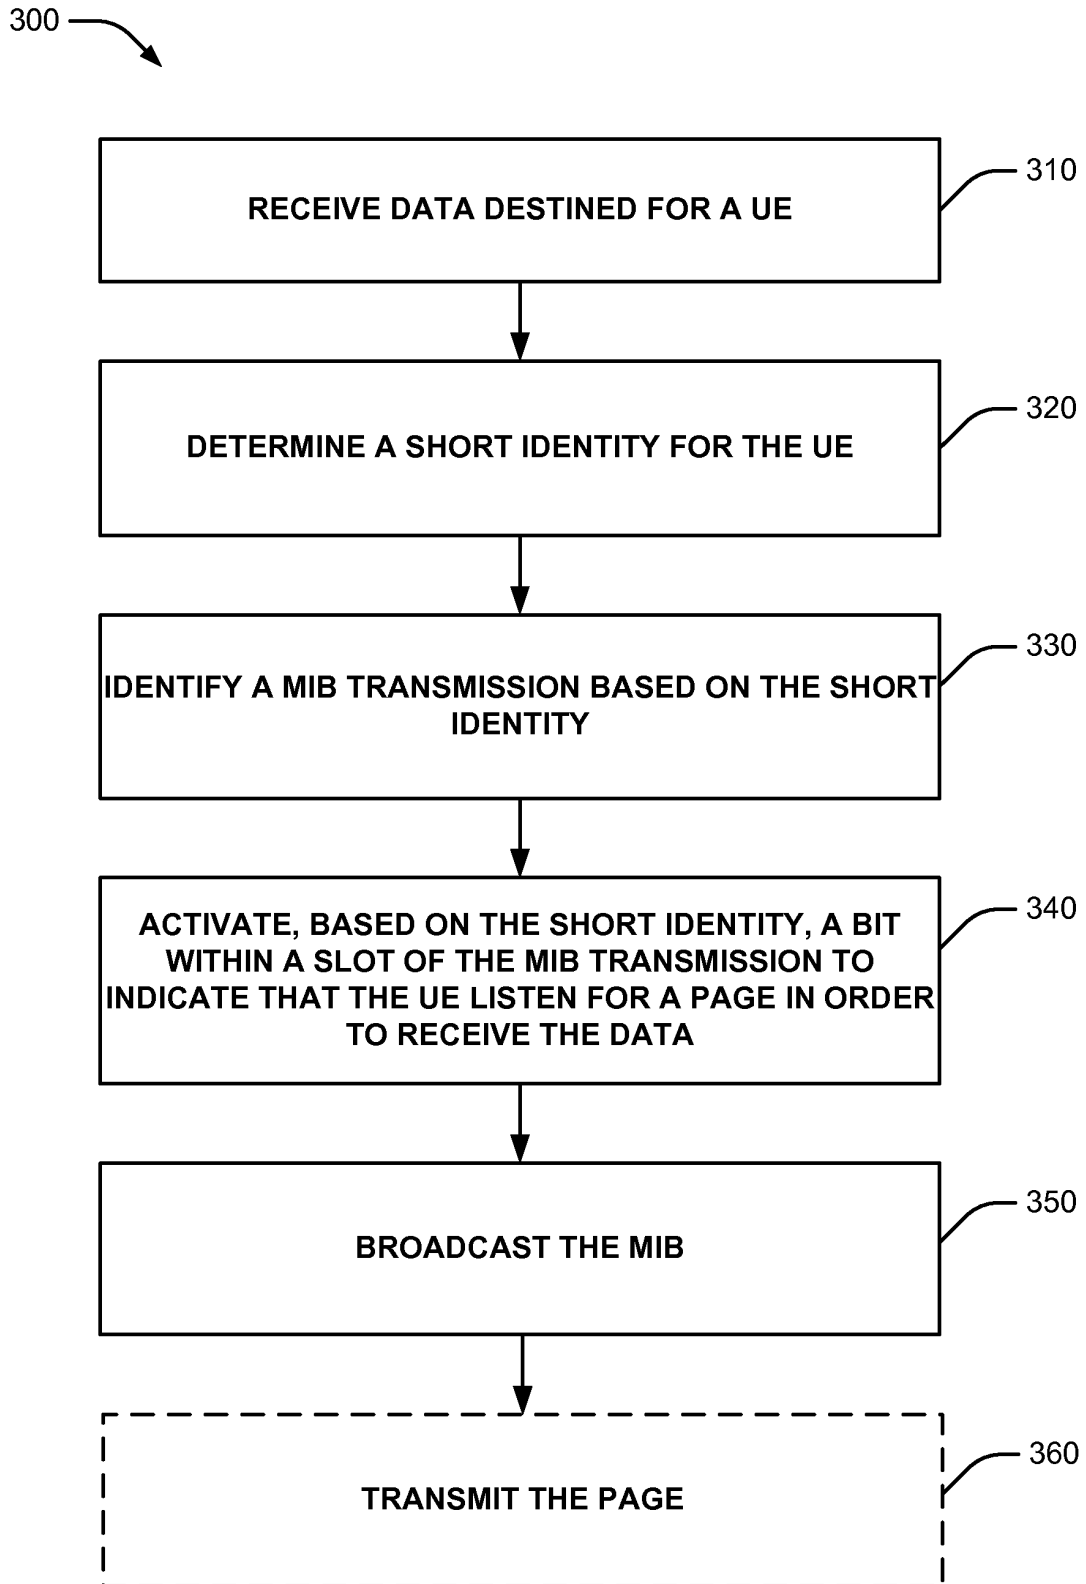 300
RECEIVE DATA DESTINED FOR A UE
310
DETERMINE A SHORT IDENTITY FOR THE UE
320
IDENTIFY A MIB TRANSMISSION BASED ON THE SHORT
IDENTITY
330
ACTIVATE, BASED ON THE SHORT IDENTITY, A BIT
WITHIN A SLOT OF THE MIB TRANSMISSION TO
INDICATE THAT THE UE LISTEN FOR A PAGE IN ORDER
TO RECEIVE THE DATA
340
BROADCAST THE MIB
350
TRANSMIT THE PAGE
360